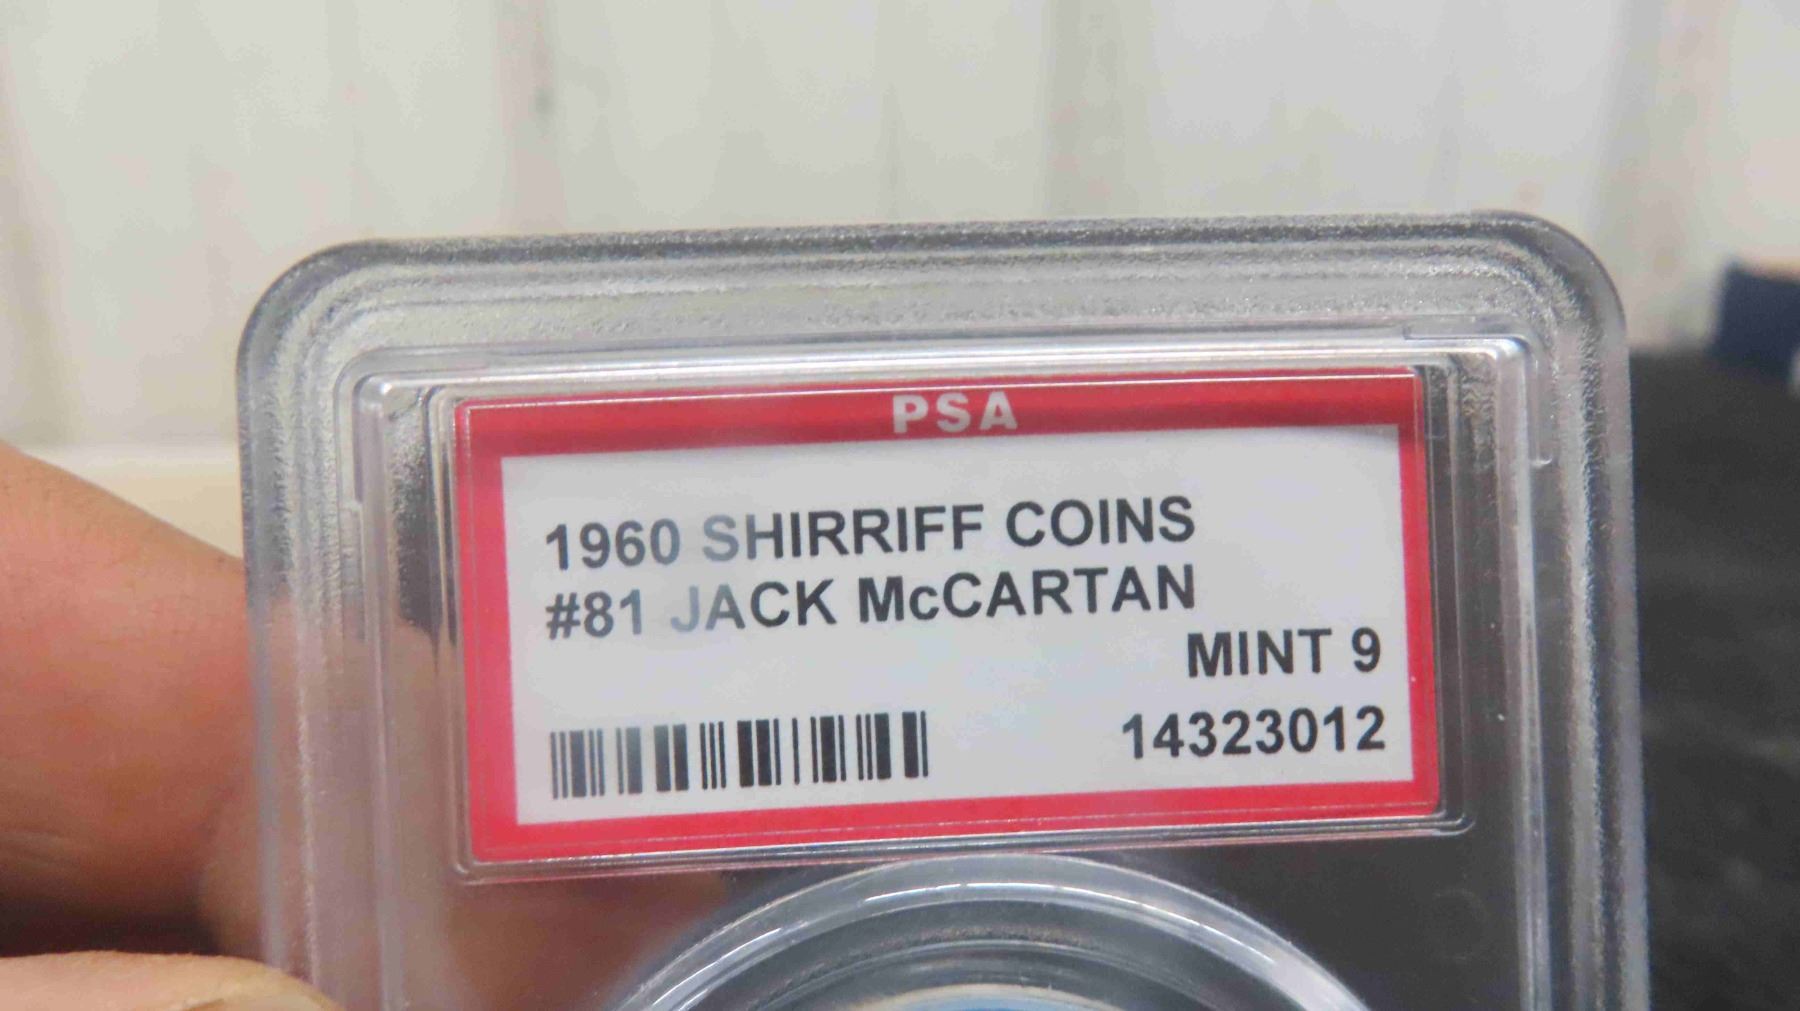 PSA
1960 SHIRRIFF COINS
#81 JACK McCARTAN
MINT 9
14323012